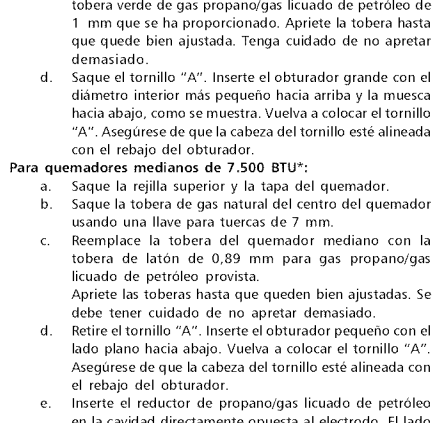 tobera verde de gas propano/gas licuado de petróleo de
1 mm que se ha proporcionado. Apriete la tobera hasta
que quede bien ajustada. Tenga cuidado de no apretar
demasiado.
d. Saque el tornillo "A". Inserte el obturador grande con el
diámetro interior más pequeño hacia arriba y la muesca
hacia abajo, como se muestra. Vuelva a colocar el tornillo
"A". Asegúrese de que la cabeza del tornillo esté alineada
con el rebajo del obturador.
Para quemadores medianos de 7.500 BTU*:
a. Saque la rejilla superior y la tapa del quemador.
b. Saque la tobera de gas natural del centro del quemador
usando una llave para tuercas de 7 mm.
c. Reemplace la tobera del quemador mediano con la
tobera de latón de 0,89 mm para gas propano/gas
licuado de petróleo provista.
Apriete las toberas hasta que queden bien ajustadas. Se
debe tener cuidado de no apretar demasiado.
d. Retire el tornillo "A". Inserte el obturador pequeño con el
lado plano hacia abajo. Vuelva a colocar el tornillo "A".
Asegúrese de que la cabeza del tornillo esté alineada con
el rebajo del obturador.
e. Inserte el reductor de propano/gas licuado de petróleo
en la cavidad directamente opuesta al electrodo. El lado